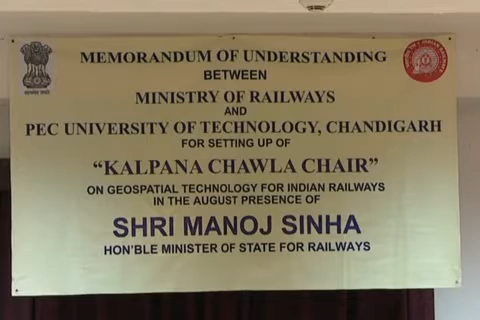 MEMORANDUM OF UNDERSTANDING
BETWEEN
MINISTRY OF RAILWAYS
AND
PEC UNIVERSITY OF TECHNOLOGY, CHANDIGARH
FOR SETTING UP OF
“KALPANA CHAWLA CHAIR”
ON GEOSPATIAL TECHNOLOGY FOR INDIAN RAILWAYS
IN THE AUGUST PRESENCE OF
SHRI MANOJ SINHA
HON'BLE MINISTER OF STATE FOR RAILWAYS